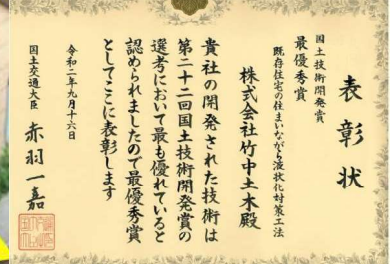 表彰状
国土技術開発賞
最優秀賞
既存住宅の住まいながら液状化対策工法
株式会社竹中土木殿
貴社の開発された技術は
第二十二回国土技術開発賞の
選考において最も優れていると
認められましたので最優秀賞
としてここに表彰します
令和二年九月十六日
国土交通大臣 赤羽一嘉